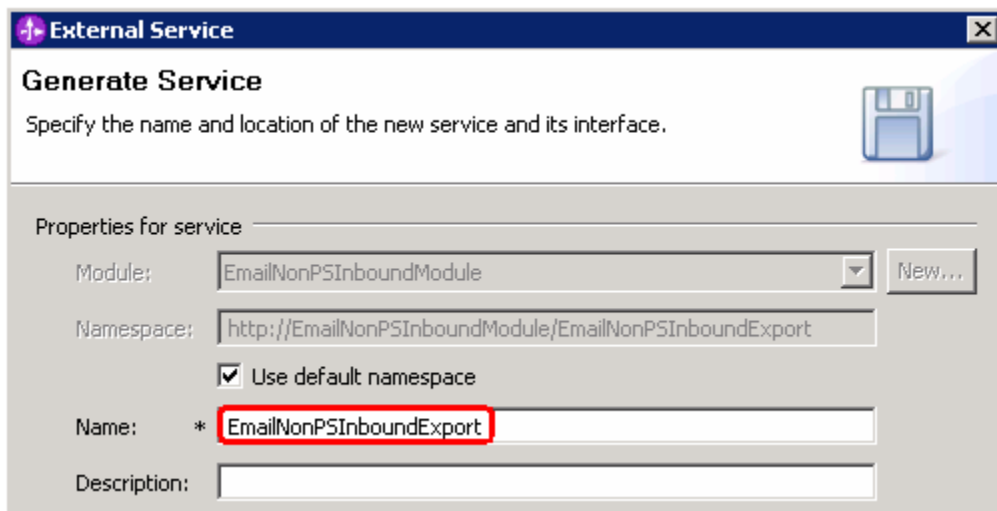 External Service
Generate Service
Specify the name and location of the new service and its interface.
Properties for service
Module: EmailNonPSInboundModule New...
Namespace: http://EmailNonPSInboundModule/EmailNonPSInboundExport
Use default namespace
Name: * EmailNonPSInboundExport
Description: